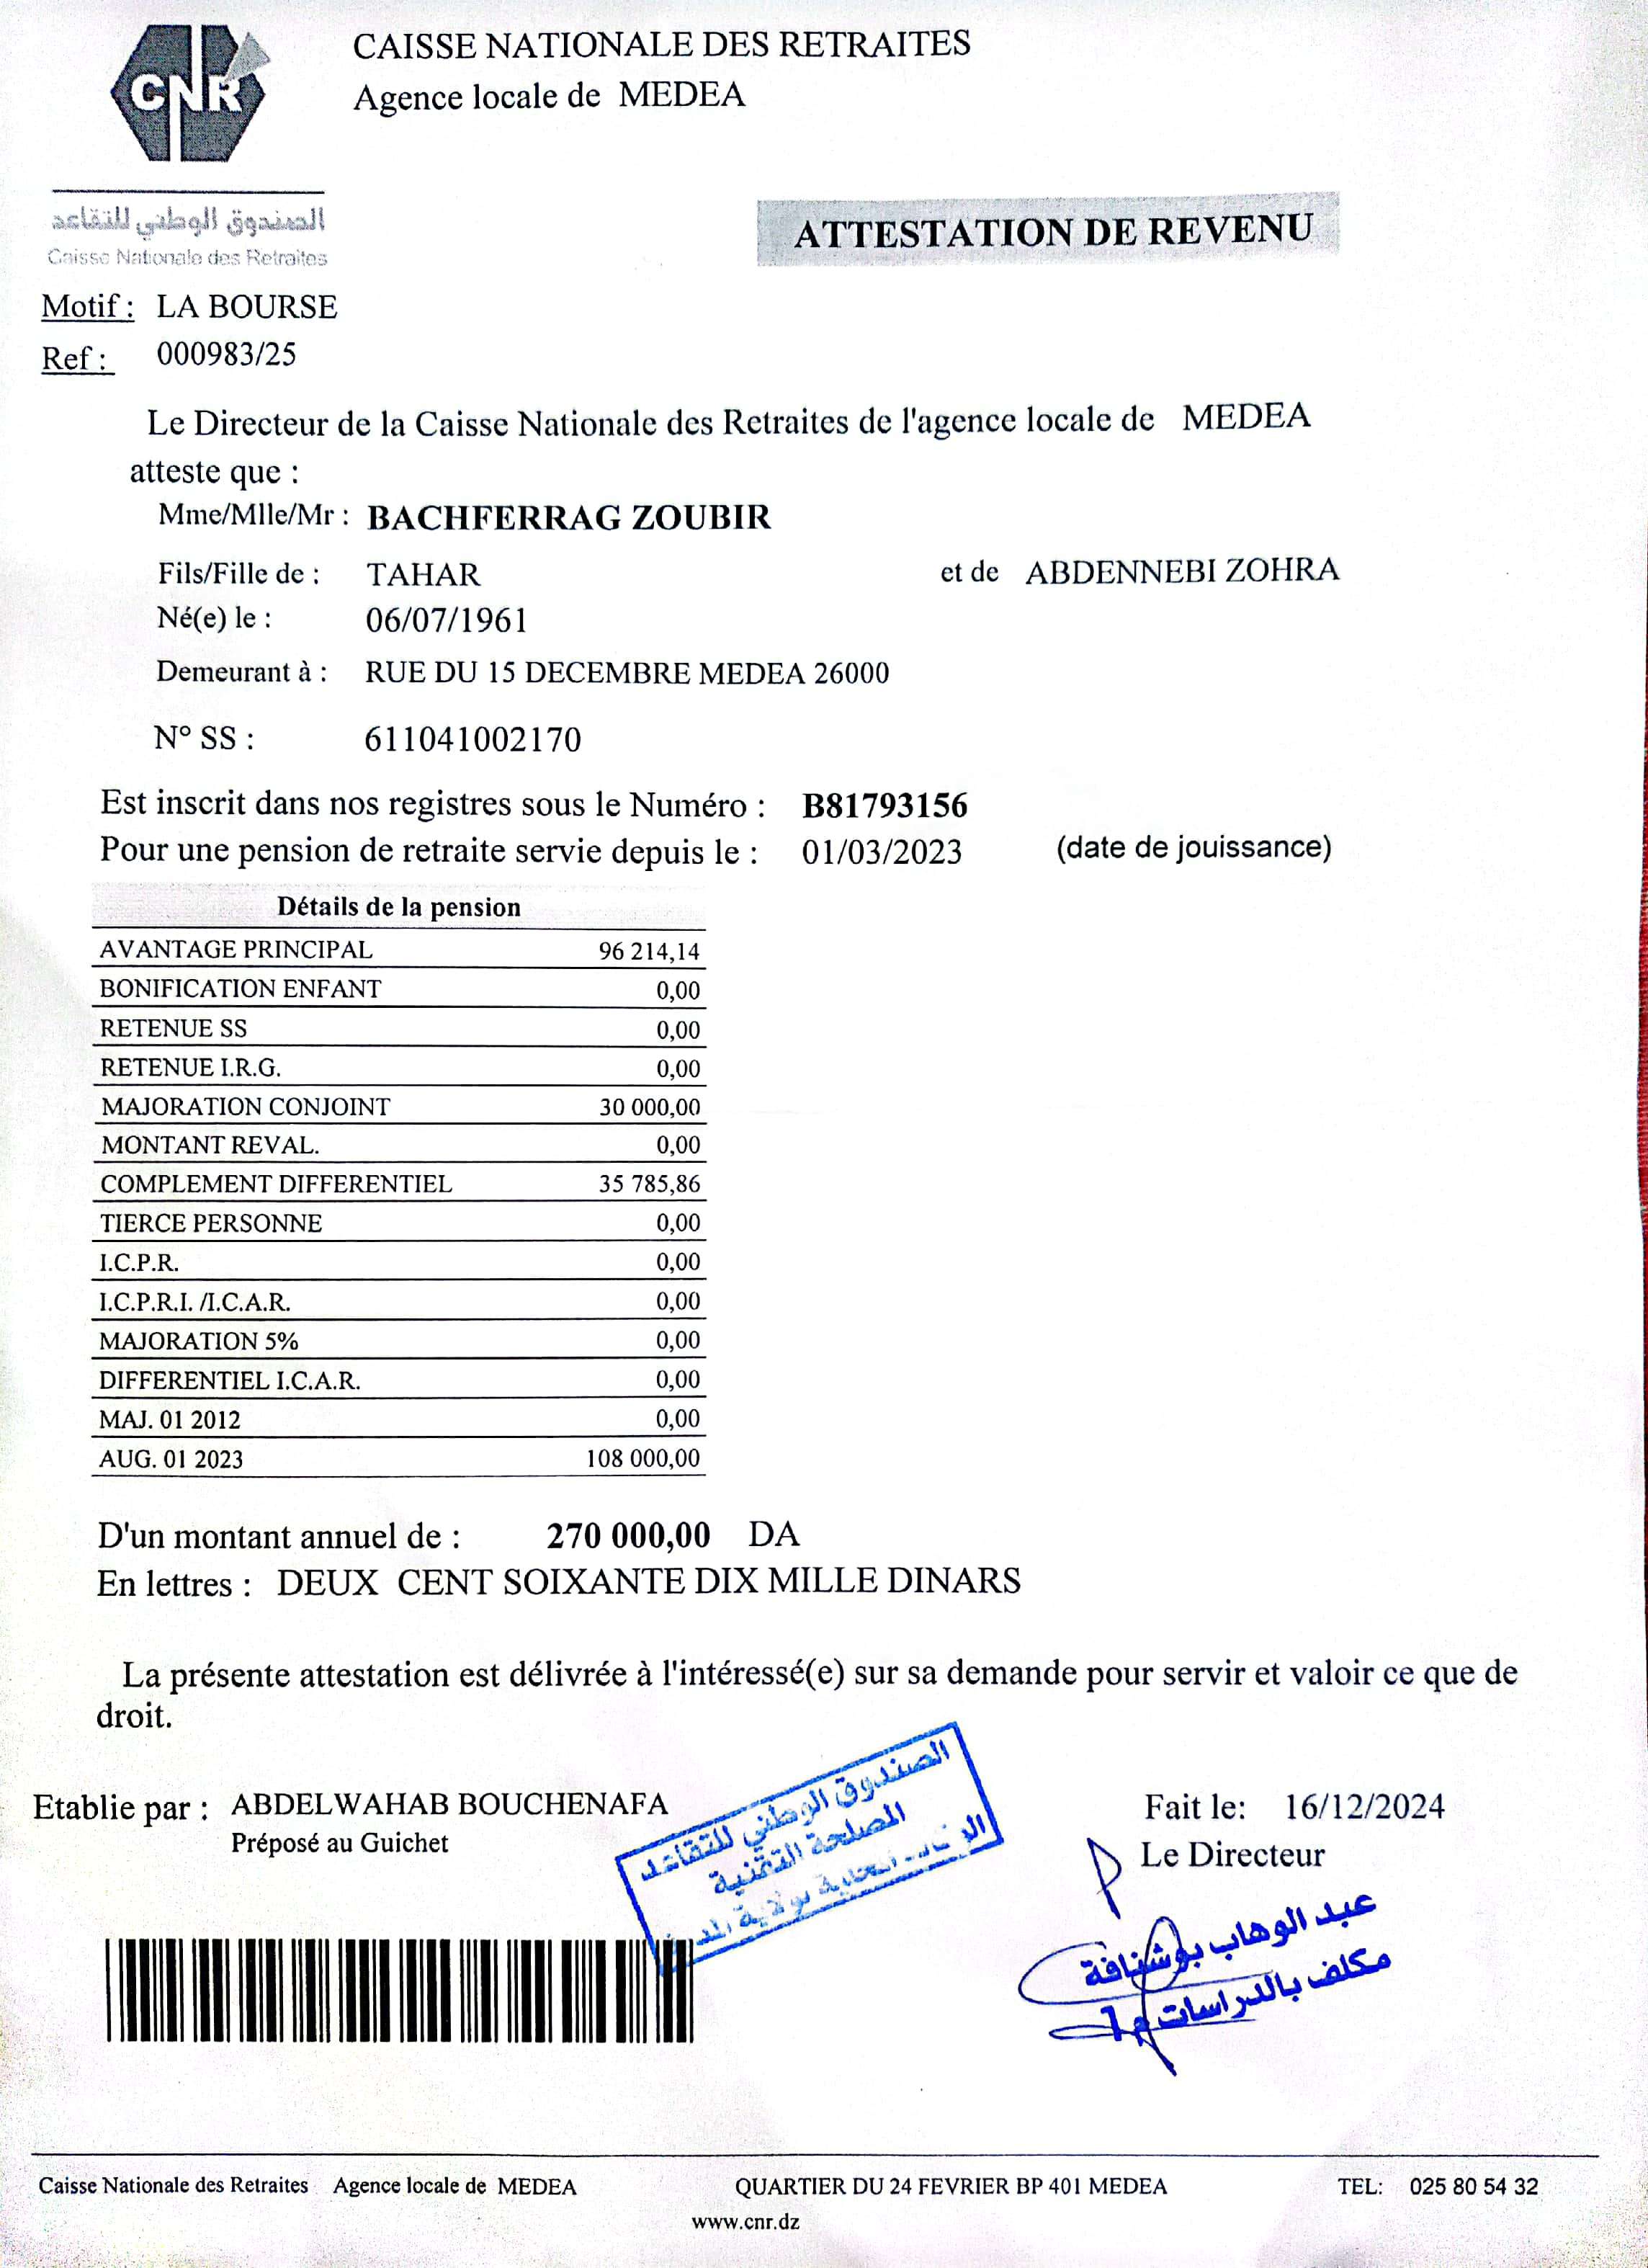 CNR
CAISSE NATIONALE DES RETRAITES
Agence locale de MEDEA
الصندوق الوطني للتقاعد
Caisse Nationale des Retraites
ATTESTATION DE REVENU
Motif : LA BOURSE
Ref : 000983/25
Le Directeur de la Caisse Nationale des Retraites de l'agence locale de MEDEA
atteste que :
Mme/Mlle/Mr : BACHFERRAG ZOUBIR
Fils/Fille de : TAHAR et de ABDENNEBI ZOHRA
Né(e) le : 06/07/1961
Demeurant à : RUE DU 15 DECEMBRE MEDEA 26000
N° SS : 611041002170
Est inscrit dans nos registres sous le Numéro : B81793156
Pour une pension de retraite servie depuis le : 01/03/2023 (date de jouissance)
Détails de la pension
AVANTAGE PRINCIPAL 96 214,14
BONIFICATION ENFANT 0,00
RETENUE SS 0,00
RETENUE I.R.G. 0,00
MAJORATION CONJOINT 30 000,00
MONTANT REVAL. 0,00
COMPLEMENT DIFFERENTIEL 35 785,86
TIERCE PERSONNE 0,00
I.C.P.R. 0,00
I.C.P.R.I. /I.C.A.R. 0,00
MAJORATION 5% 0,00
DIFFERENTIEL I.C.A.R. 0,00
MAJ. 01 2012 0,00
AUG. 01 2023 108 000,00
D'un montant annuel de : 270 000,00 DA
En lettres : DEUX CENT SOIXANTE DIX MILLE DINARS
La présente attestation est délivrée à l'intéressé(e) sur sa demande pour servir et valoir ce que de
droit.
Etablie par : ABDELWAHAB BOUCHENAFA
Préposé au Guichet
الصندوق الوطني للتقاعد
المصلحة التقنية
بولاية
Fait le: 16/12/2024
Le Directeur
عبد الوهاب بوشنافة
مكلف بالدراسات
Caisse Nationale des Retraites Agence locale de MEDEA QUARTIER DU 24 FEVRIER BP 401 MEDEA TEL: 025 80 54 32
www.cnr.dz